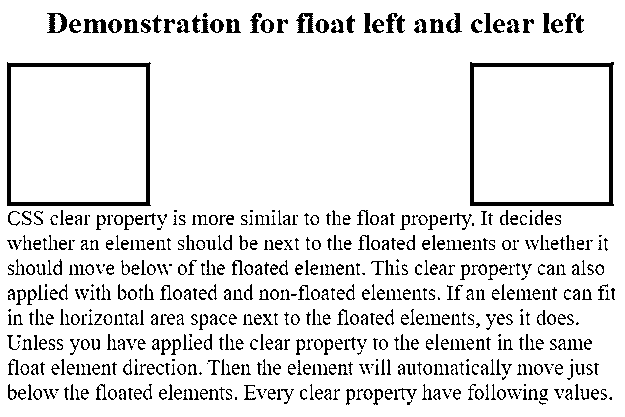 Demonstration for float left and clear left
CSS clear property is more similar to the float property. It decides
whether an element should be next to the floated elements or whether it
should move below of the floated element. This clear property can also
applied with both floated and non-floated elements. If an element can fit
in the horizontal area space next to the floated elements, yes it does.
Unless you have applied the clear property to the element in the same
float element direction. Then the element will automatically move just
below the floated elements. Every clear property have following values.